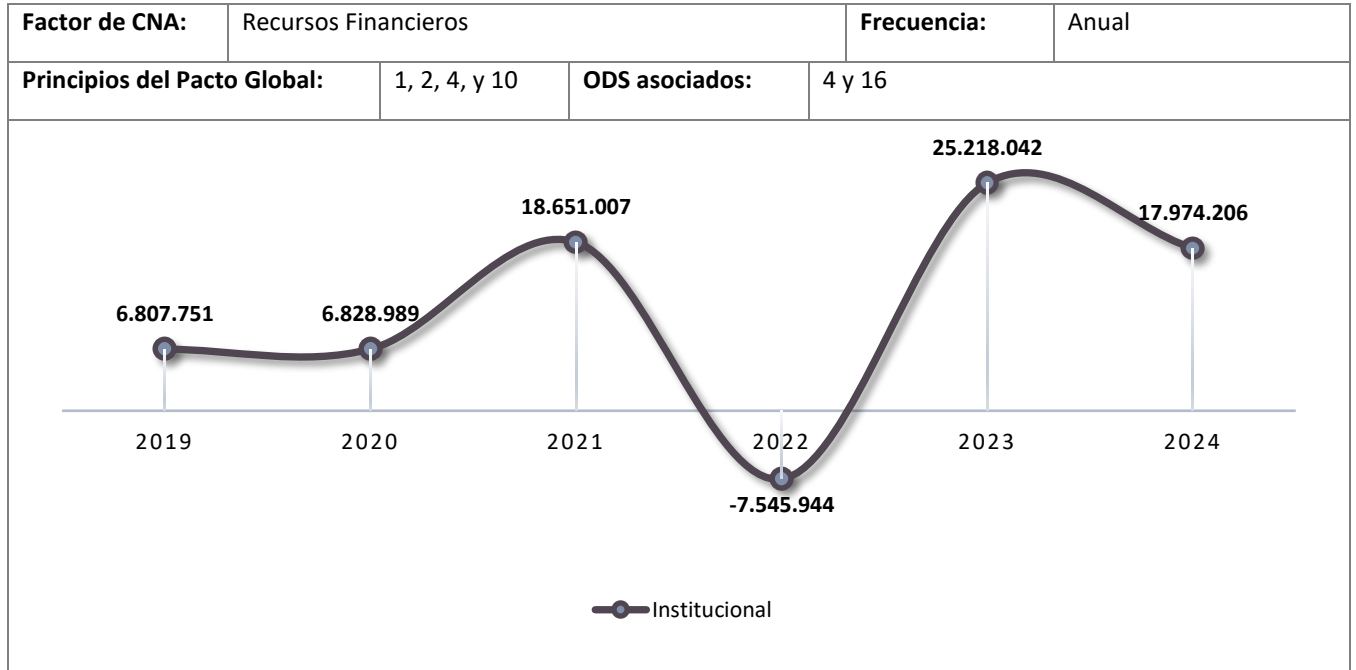 Factor de CNA: Recursos Financieros Frecuencia: Anual
Principios del Pacto Global: 1, 2, 4, y 10 ODS asociados: 4 y 16
25.218.042
18.651.007
17.974.206
6.807.751
6.828.989
2019 2020 2021 2022 2023 2024
-7.545.944
Institucional